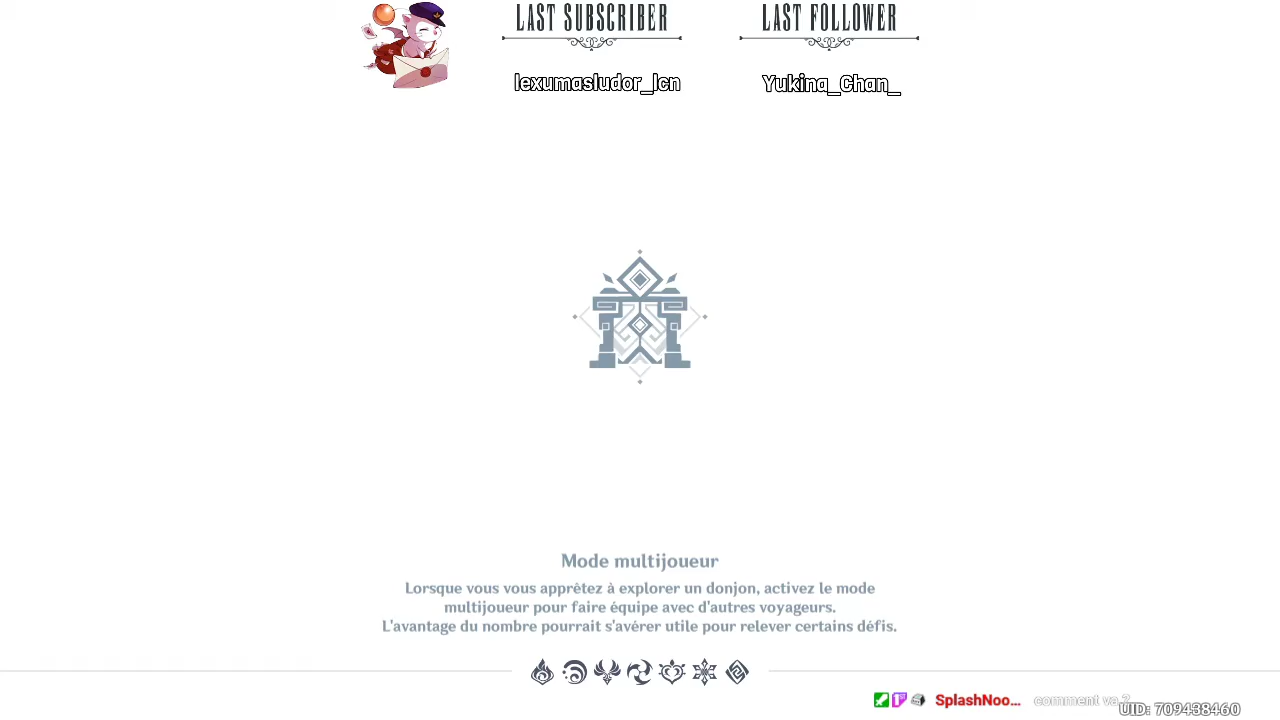 LAST SUBSCRIBER
LAST FOLLOWER
lexumasludor_lcn
Yukina_Chan_
Mode multijoueur
Lorsque vous vous apprêtez à explorer un donjon, activez le mode
multijoueur pour faire équipe avec d'autres voyageurs.
L'avantage du nombre pourrait s'avérer utile pour relever certains défis.
SplashNoo... comment va ?
UID: 709438460